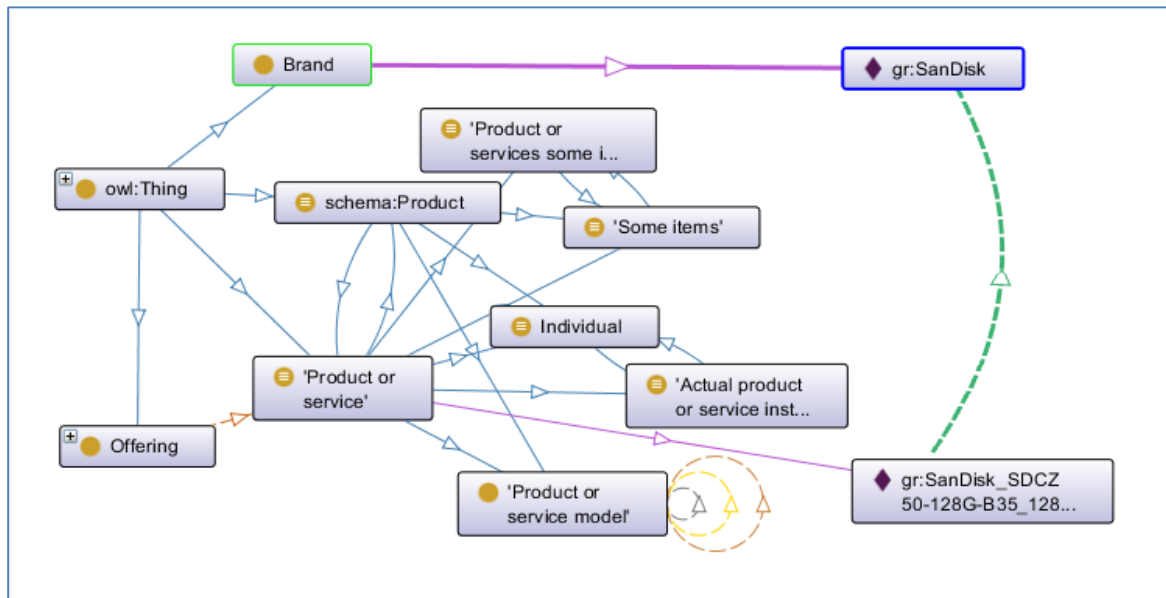 Brand
gr:SanDisk
'Product or
services some i...
owl:Thing
schema:Product
'Some items'
Individual
'Product or
service'
'Actual product
or service inst...
Offering
'Product or
service model'
gr:SanDisk_SDCZ
50-128G-B35_128...